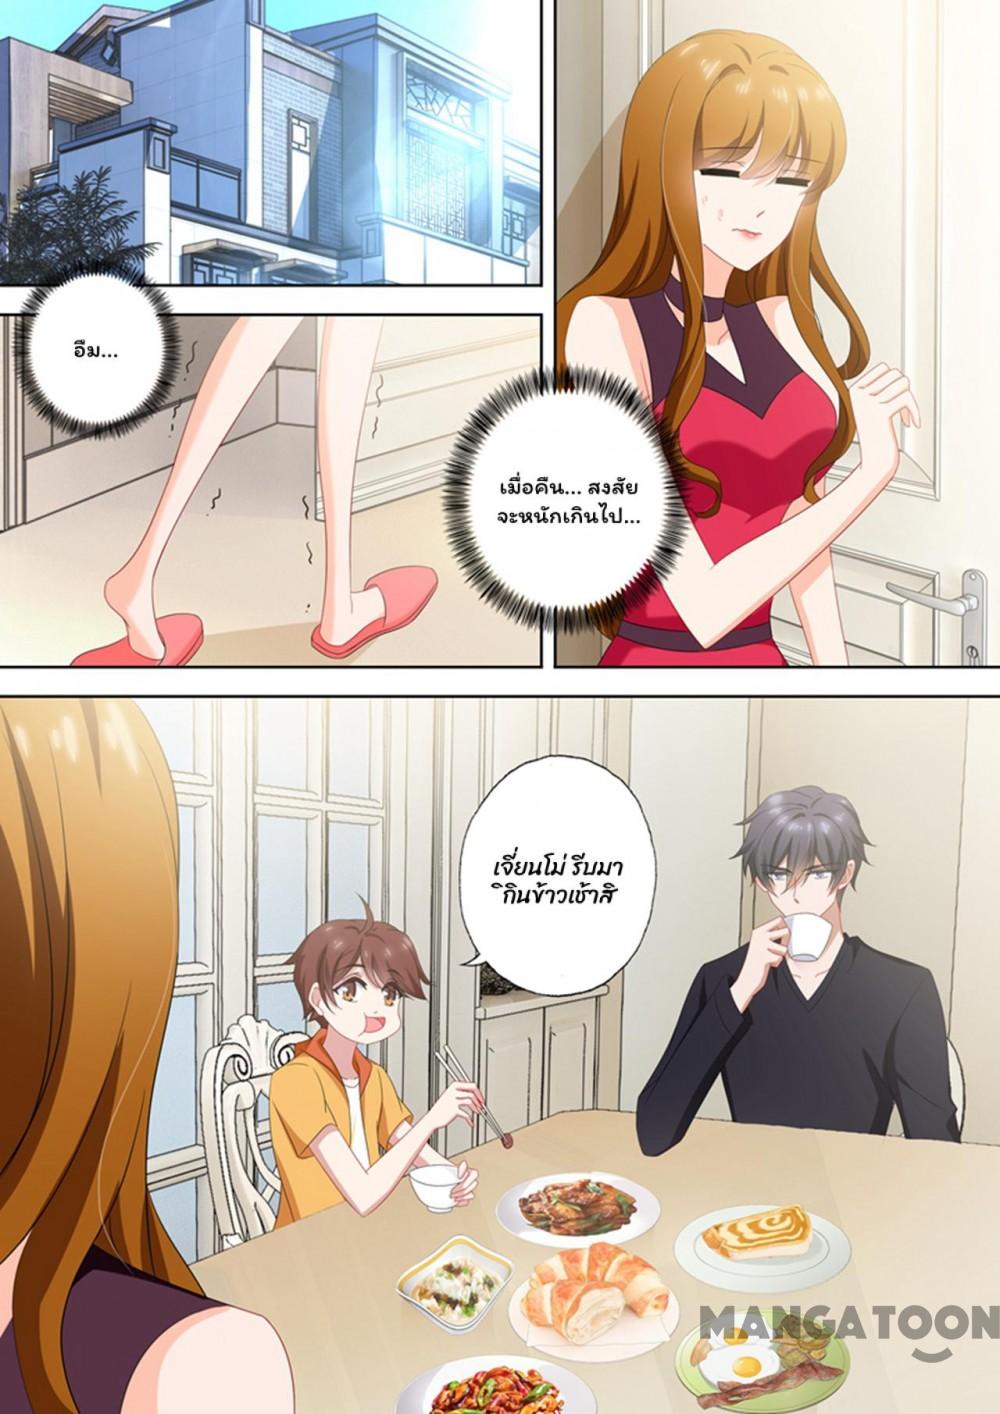 อืม...
เมื่อคืน... สงสัย
จะหนักเกินไป...
เจี่ยนโม่ รีบมา
กินข้าวเช้าสิ
MANGATOON